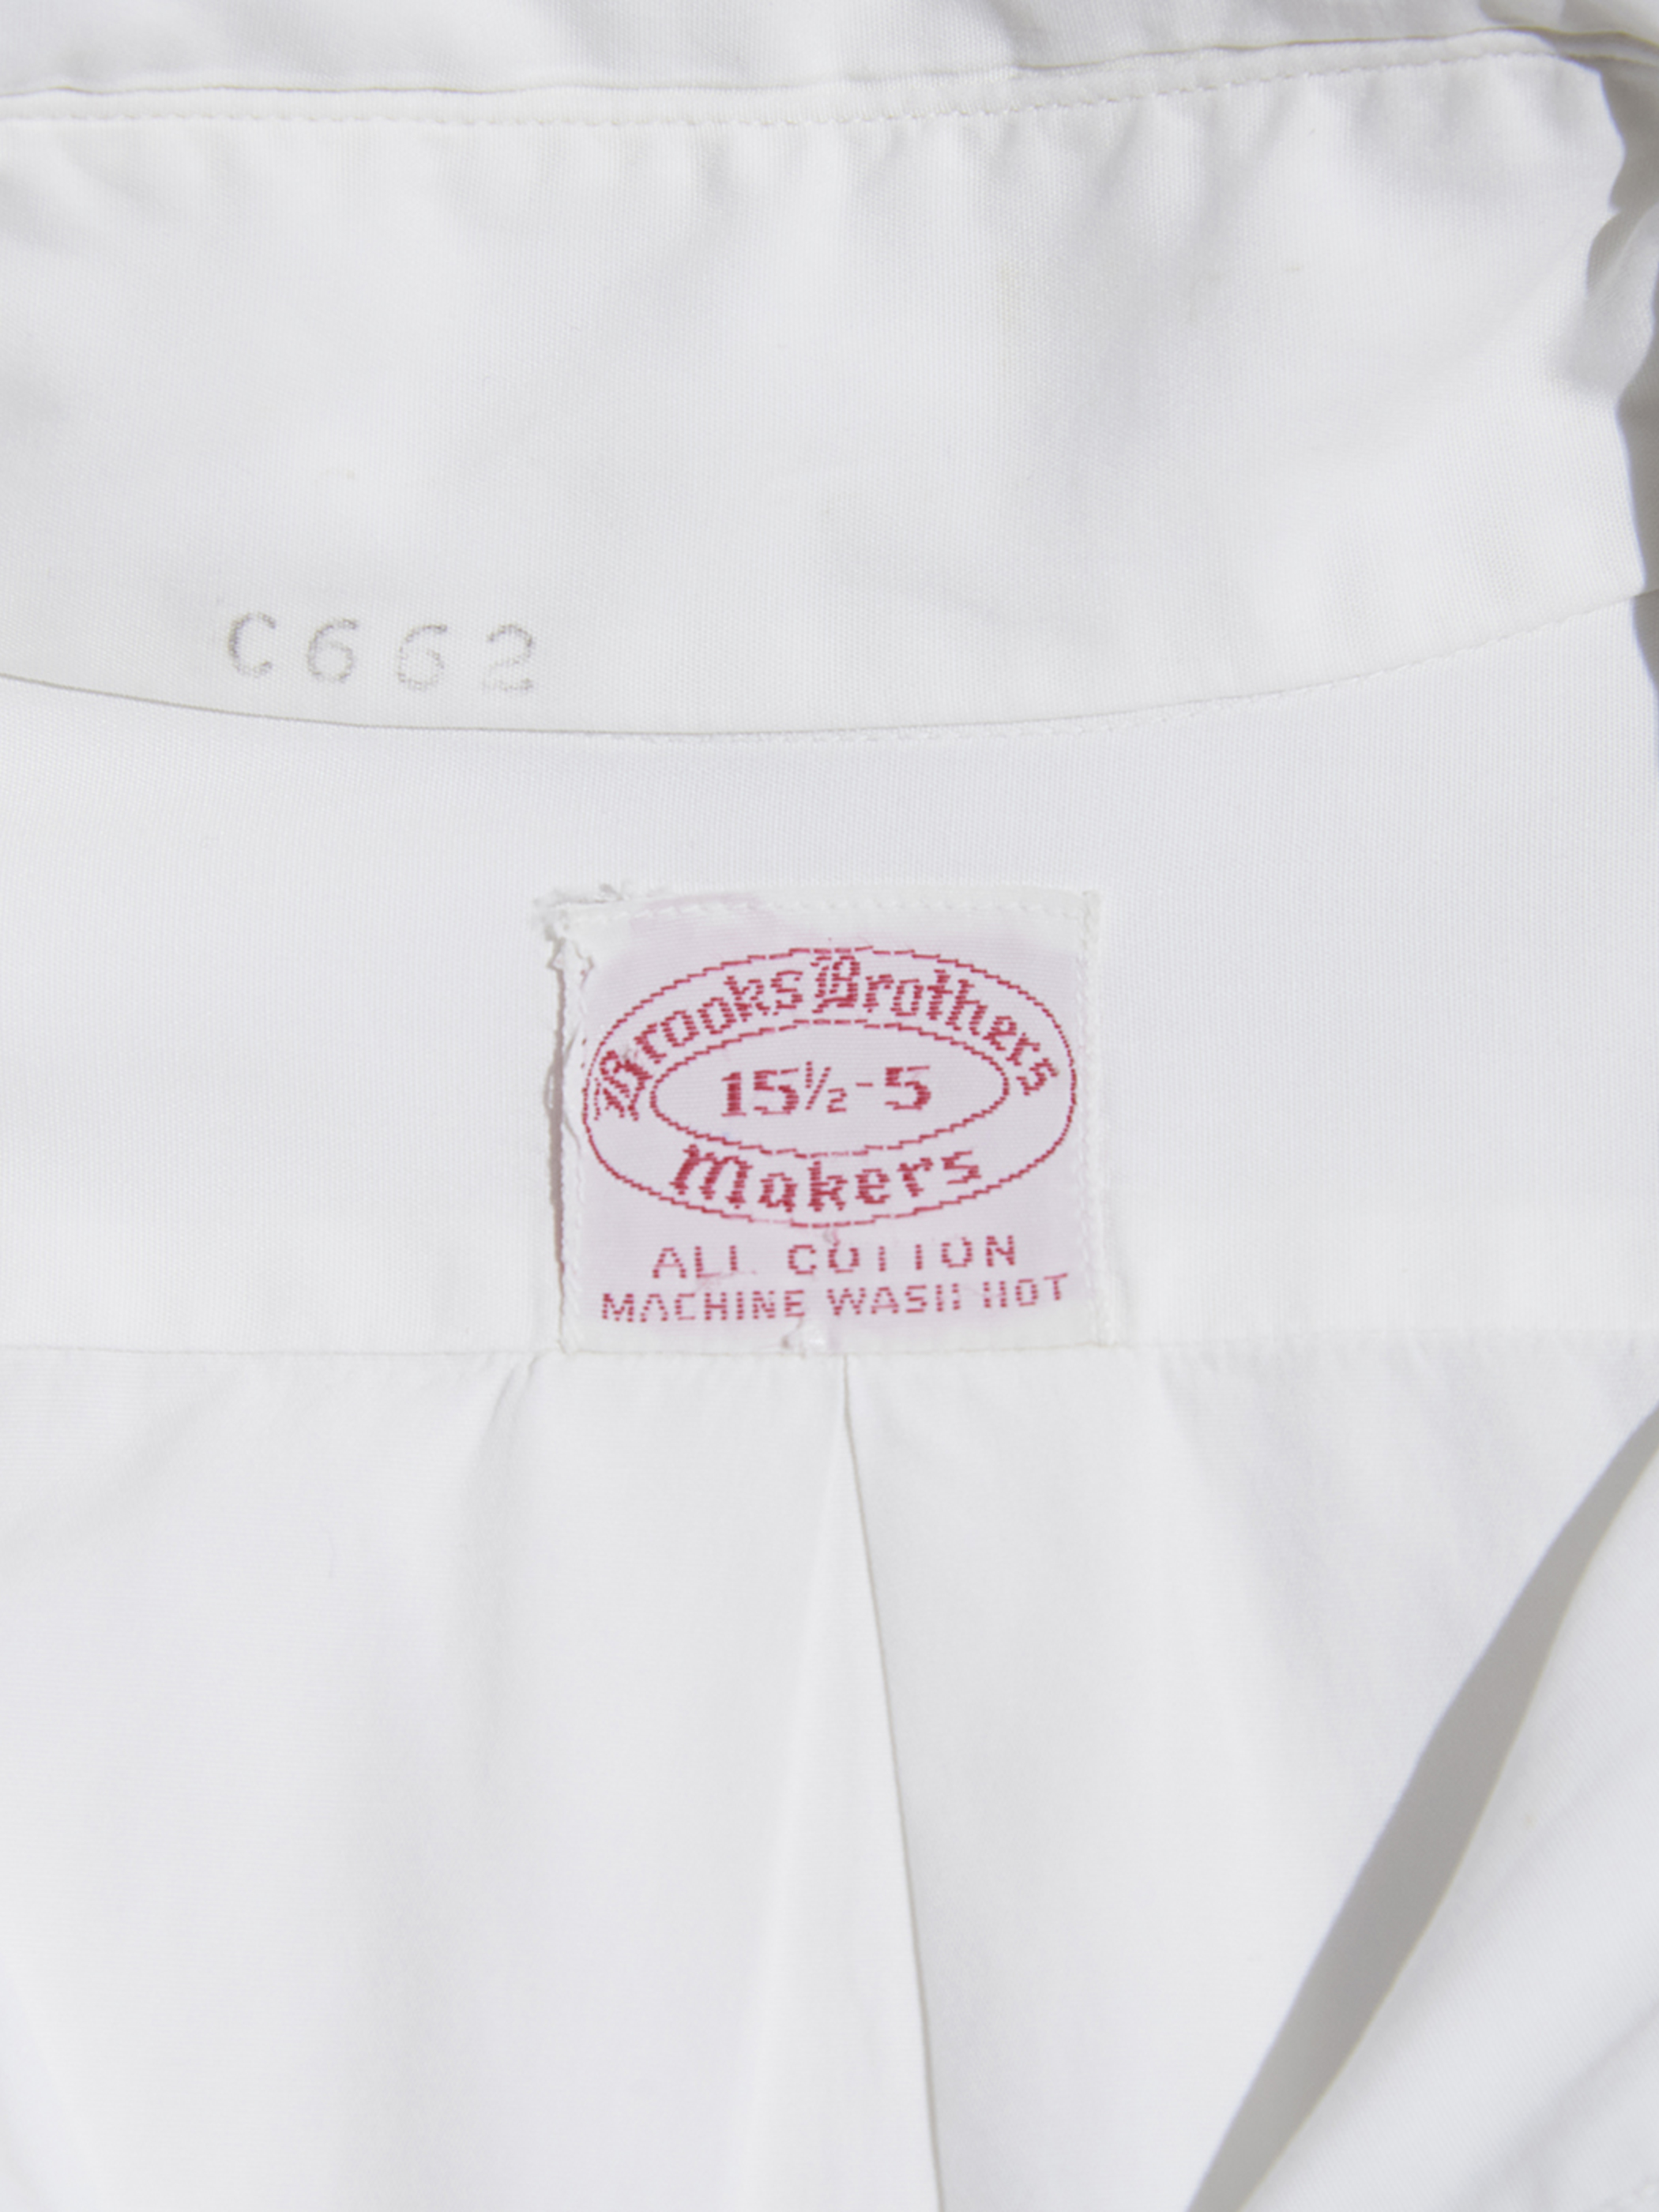 C662
Brooks Brothers
15½-5
Makers
ALL COTTON
MACHINE WASH HOT